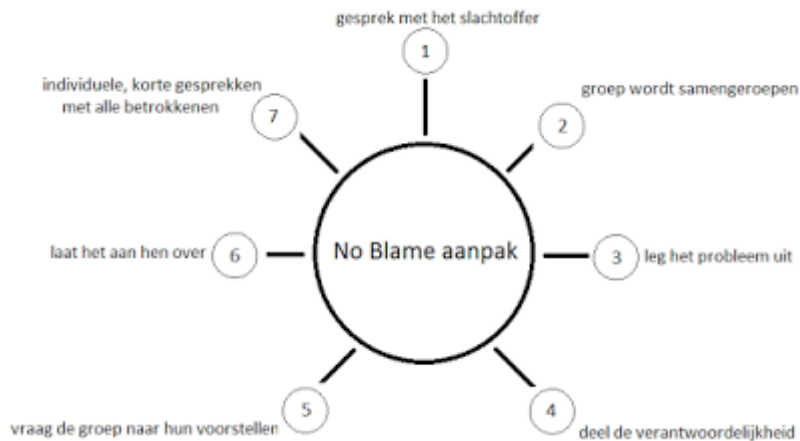 gesprek met het slachtoffer
1
groep wordt samengeroepen
2
3
leg het probleem uit
4
deel de verantwoordelijkheid
5
vraag de groep naar hun voorstellen
6
laat het aan hen over
7
individuele, korte gesprekken
met alle betrokkenen
No Blame aanpak